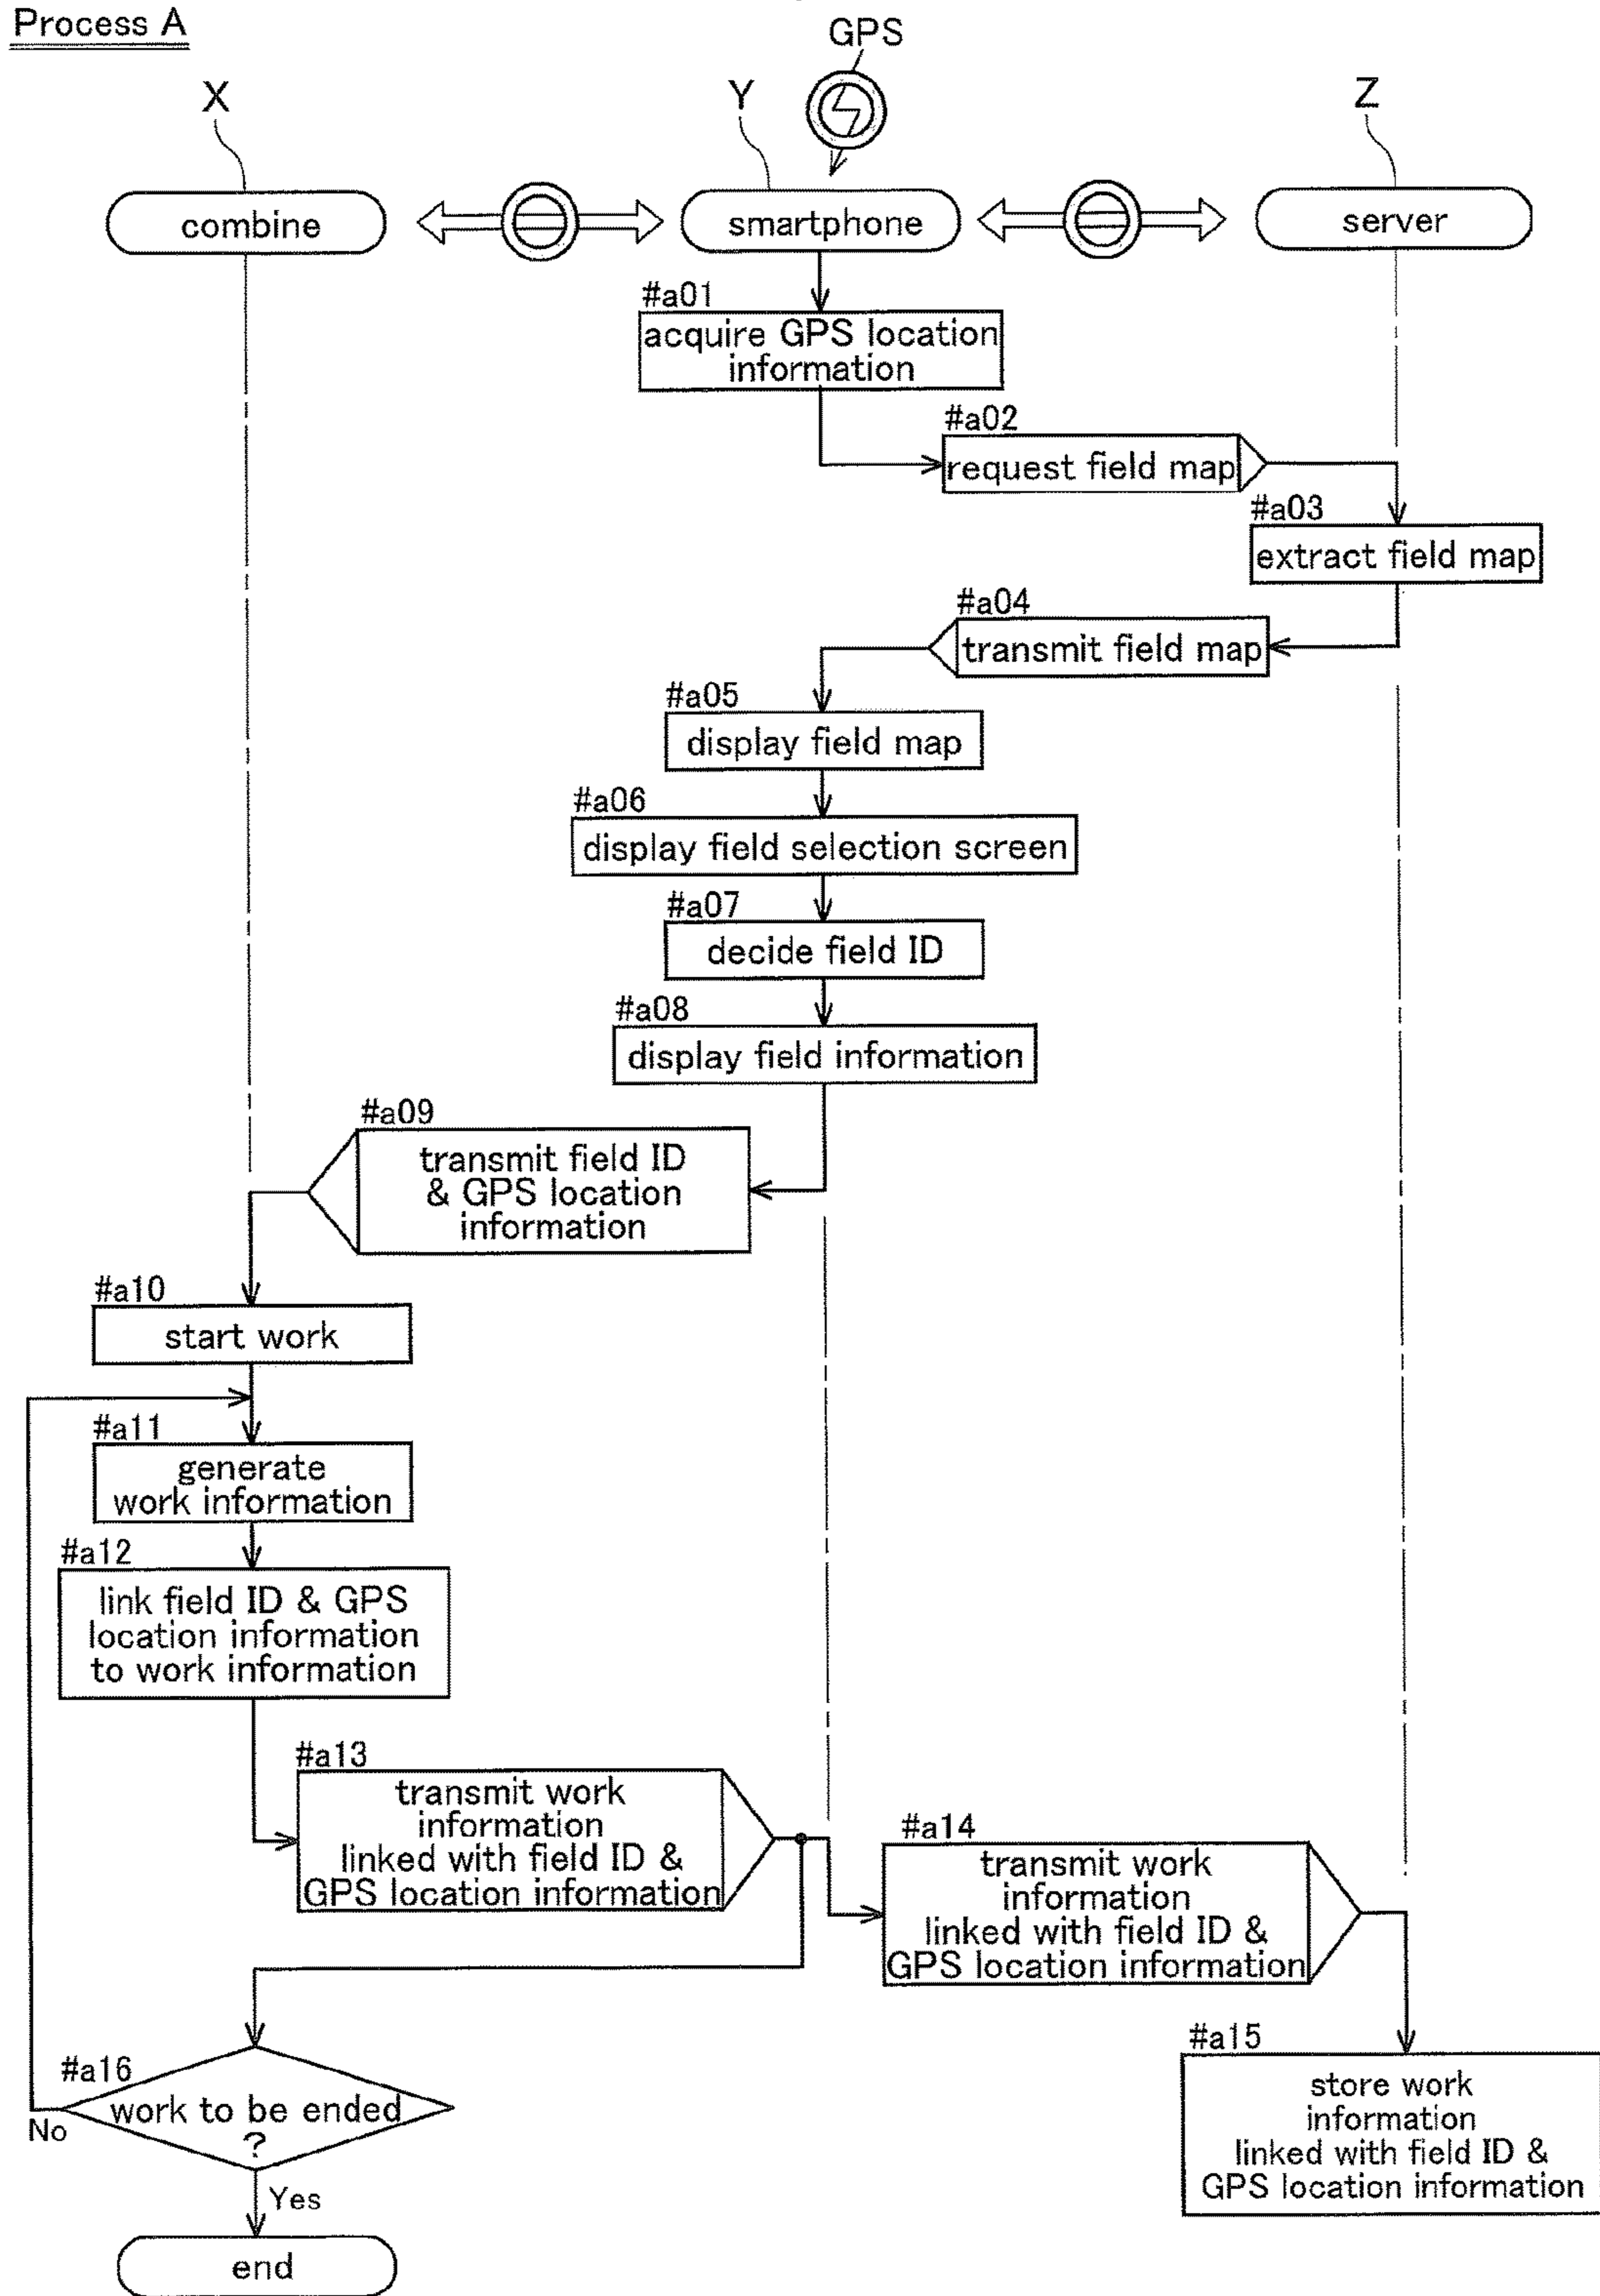 Process A
GPS
X
Y
Z
combine
smartphone
server
#a01
acquire GPS location
information
#a02
request field map
#a03
extract field map
#a04
transmit field map
#a05
display field map
#a06
display field selection screen
#a07
decide field ID
#a08
display field information
#a09
transmit field ID
& GPS location
information
#a10
start work
#a11
generate
work information
#a12
link field ID & GPS
location information
to work information
#a13
transmit work
information
linked with field ID &
GPS location information
#a14
transmit work
information
linked with field ID &
GPS location information
#a15
store work
information
linked with field ID &
GPS location information
#a16
work to be ended
?
No
Yes
end